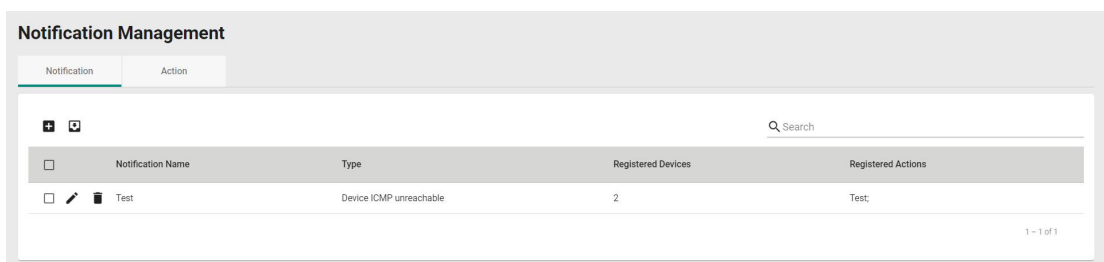 Notification Management
Notification Action
Search
Notification Name Type Registered Devices Registered Actions
Test Device ICMP unreachable 2 Test;
1 – 1 of 1